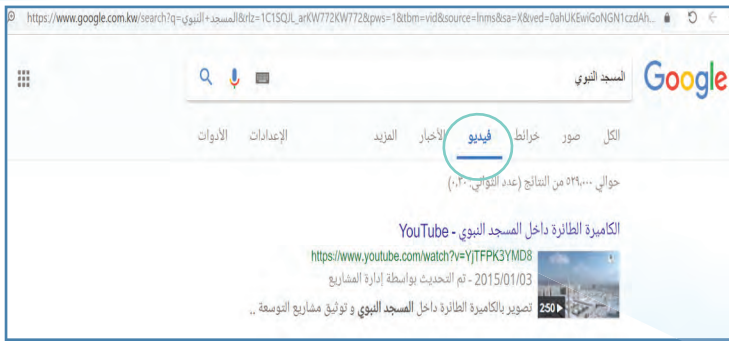 https://www.google.com.kw/search?q=المسجد+النبوي&rlz=1C1SQJL_arKW772KW772&pws=1&tbm=vid&source=lnms&sa=X&ved=0ahUKEwiGoNGN1czdAh...
Google
المسجد النبوي
الكل صور خرائط فيديو الأخبار المزيد الإعدادات الأدوات
حوالي ٥٢٩,٠٠٠ من النتائج (عدد الثواني: ٠,٢٠)
الكاميرة الطائرة داخل المسجد النبوي - YouTube
https://www.youtube.com/watch?v=YjTFPK3YMD8
2015/01/03 - تم التحديث بواسطة إدارة المشاريع
تصوير بالكاميرة الطائرة داخل المسجد النبوي و توثيق مشاريع التوسعة ..
2:50